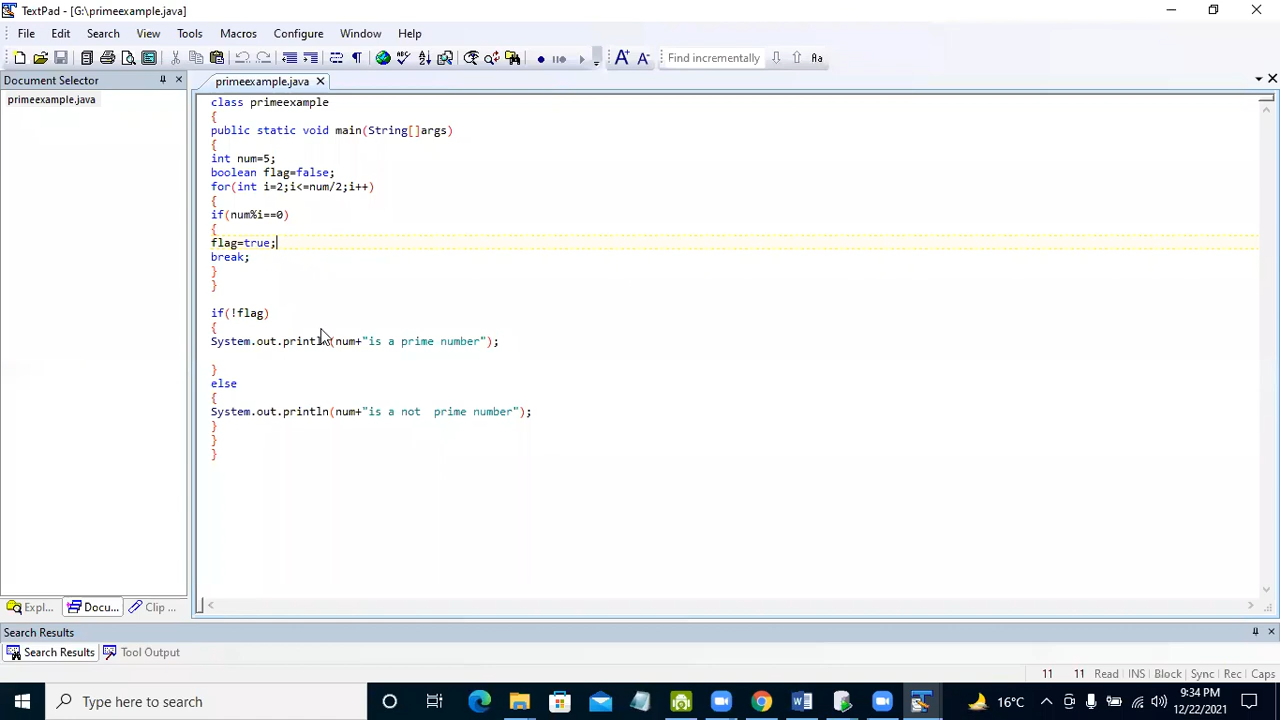 TextPad - [G:\primeexample.java]
File Edit Search View Tools Macros Configure Window Help
Find incrementally
Aa
Document Selector
primeexample.java
primeexample.java
class primeexample
{
public static void main(String[]args)
{
int num=5;
boolean flag=false;
for(int i=2;i<=num/2;i++)
{
if(num%i==0)
{
flag=true;
break;
}
}
if(!flag)
{
System.out.println(num+"is a prime number");
}
else
{
System.out.println(num+"is a not  prime number");
}
}
}
Expl... Docu... Clip ...
Search Results
Search Results Tool Output
11 11 Read INS Block Sync Rec Caps
Type here to search
16°C
9:34 PM
12/22/2021